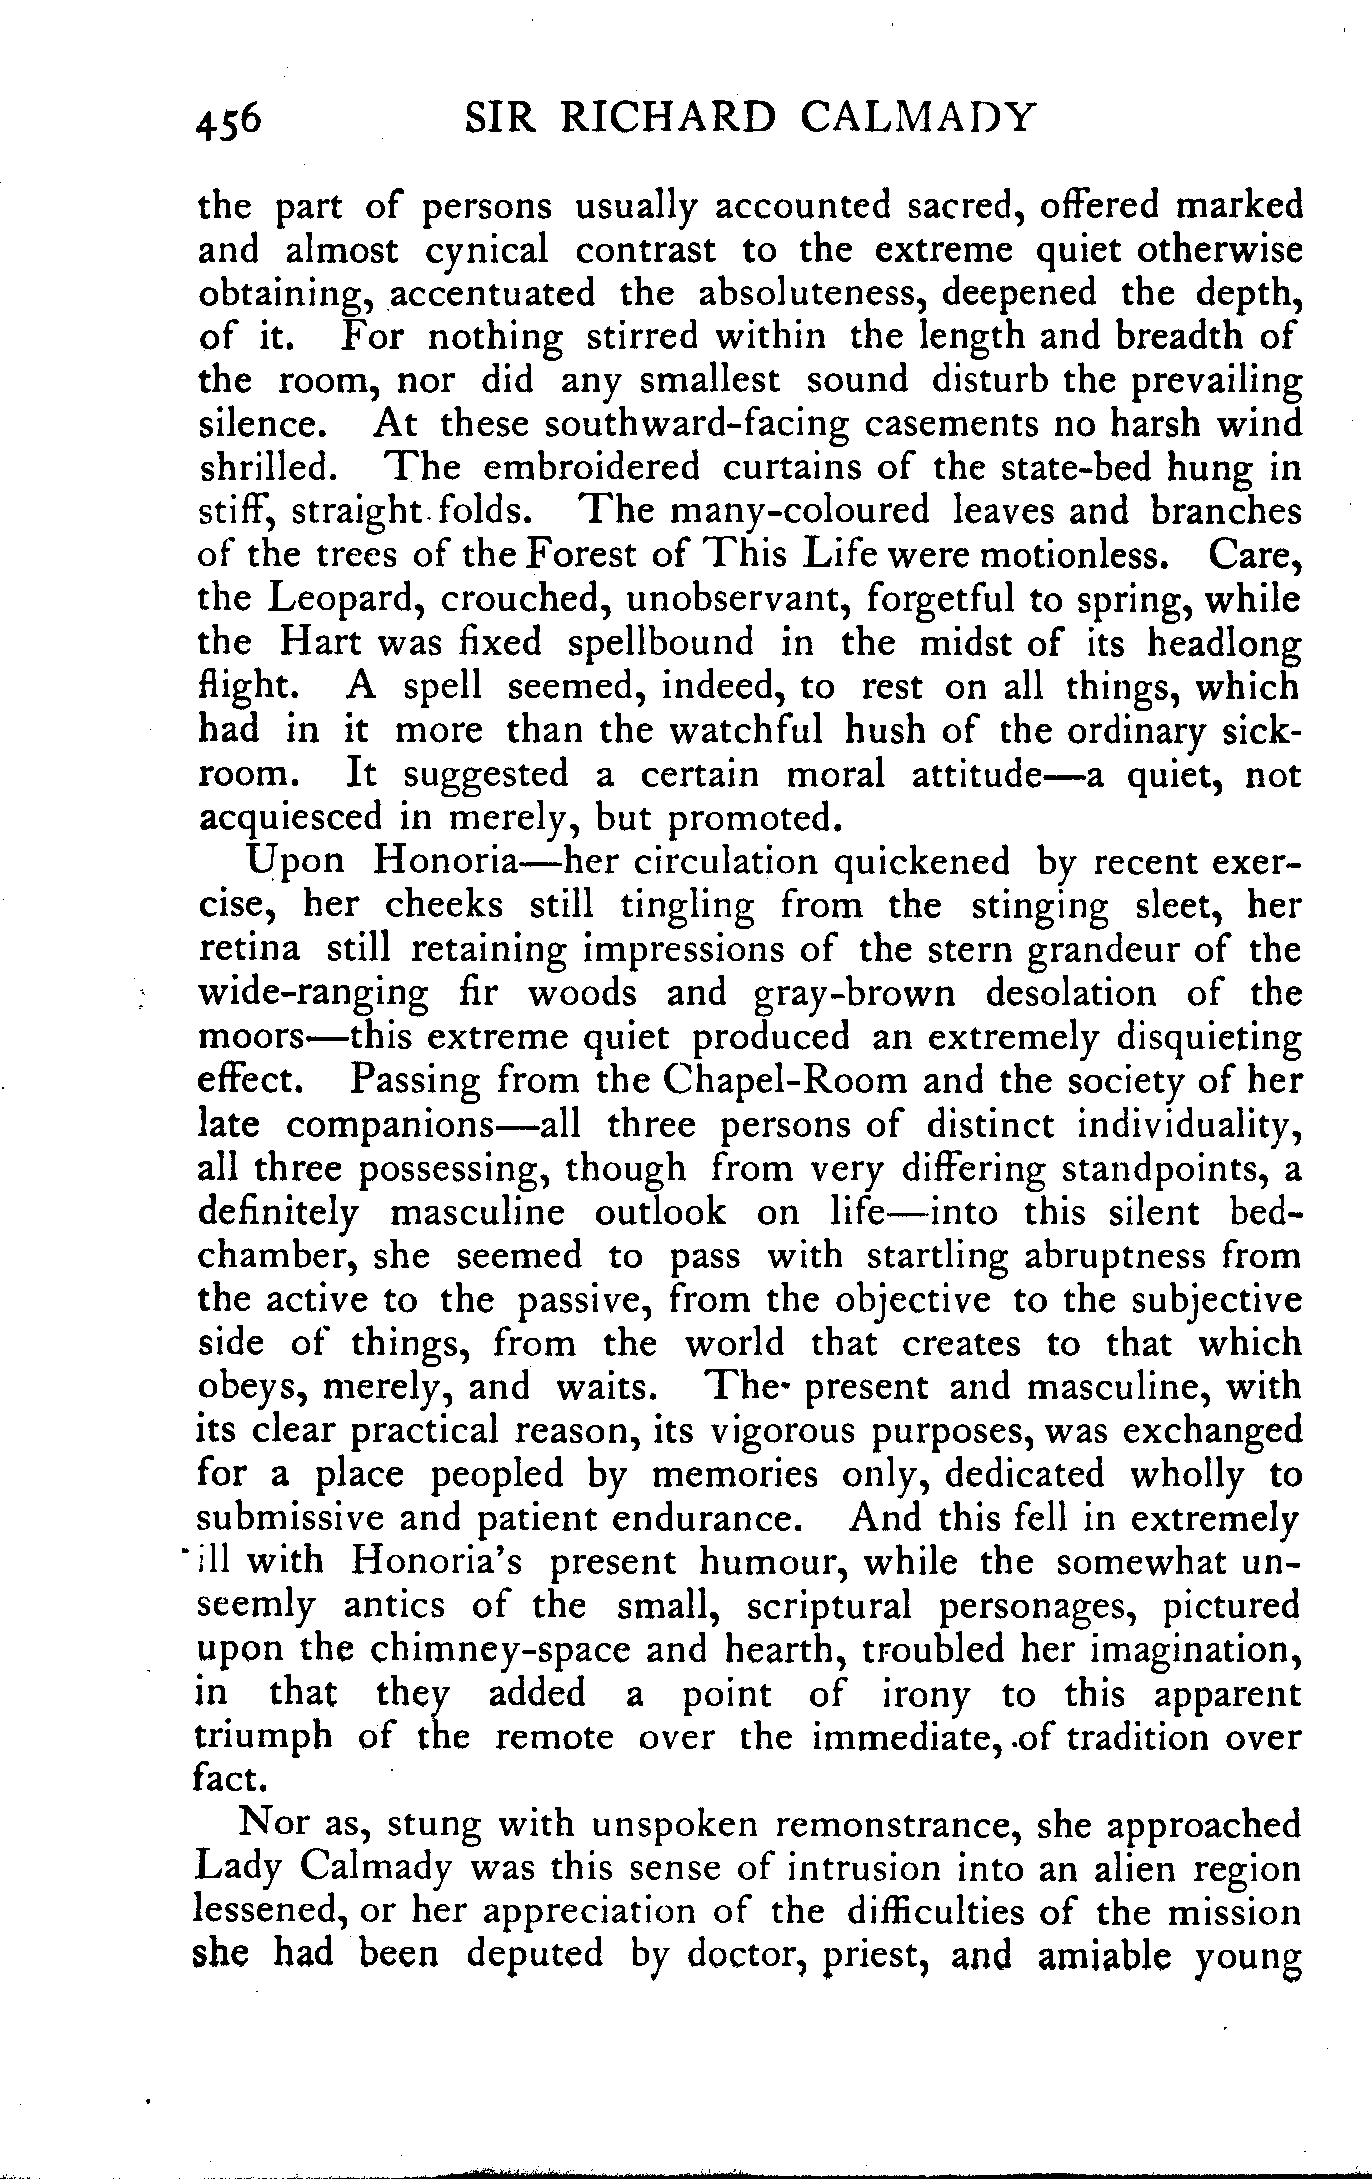 456 SIR RICHARD CALMADY
the part of persons usually accounted sacred, offered marked
and almost cynical contrast to the extreme quiet otherwise
obtaining, accentuated the absoluteness, deepened the depth,
of it. For nothing stirred within the length and breadth of
the room, nor did any smallest sound disturb the prevailing
silence. At these southward-facing casements no harsh wind
shrilled. The embroidered curtains of the state-bed hung in
stiff, straight folds. The many-coloured leaves and branches
of the trees of the Forest of This Life were motionless. Care,
the Leopard, crouched, unobservant, forgetful to spring, while
the Hart was fixed spellbound in the midst of its headlong
flight. A spell seemed, indeed, to rest on all things, which
had in it more than the watchful hush of the ordinary sick-
room. It suggested a certain moral attitude—a quiet, not
acquiesced in merely, but promoted.
Upon Honoria—her circulation quickened by recent exer-
cise, her cheeks still tingling from the stinging sleet, her
retina still retaining impressions of the stern grandeur of the
wide-ranging fir woods and gray-brown desolation of the
moors—this extreme quiet produced an extremely disquieting
effect. Passing from the Chapel-Room and the society of her
late companions—all three persons of distinct individuality,
all three possessing, though from very differing standpoints, a
definitely masculine outlook on life—into this silent bed-
chamber, she seemed to pass with startling abruptness from
the active to the passive, from the objective to the subjective
side of things, from the world that creates to that which
obeys, merely, and waits. The present and masculine, with
its clear practical reason, its vigorous purposes, was exchanged
for a place peopled by memories only, dedicated wholly to
submissive and patient endurance. And this fell in extremely
ill with Honoria's present humour, while the somewhat un-
seemly antics of the small, scriptural personages, pictured
upon the chimney-space and hearth, troubled her imagination,
in that they added a point of irony to this apparent
triumph of the remote over the immediate, of tradition over
fact.
Nor as, stung with unspoken remonstrance, she approached
Lady Calmady was this sense of intrusion into an alien region
lessened, or her appreciation of the difficulties of the mission
she had been deputed by doctor, priest, and amiable young